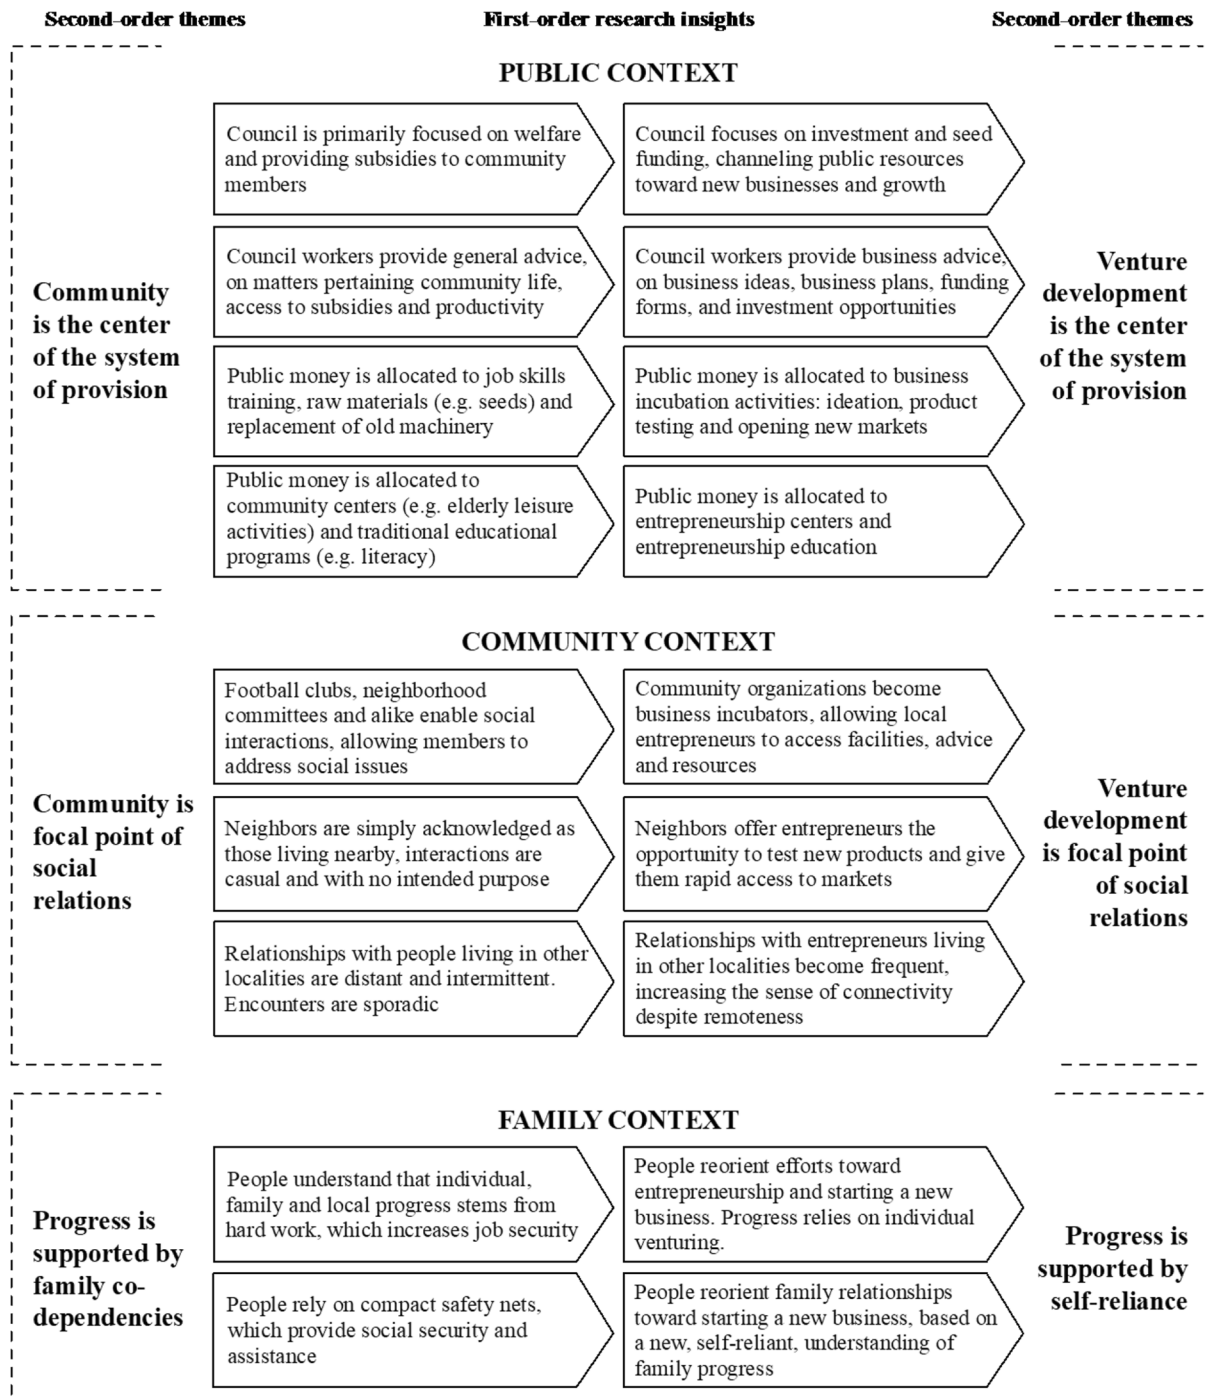 Second-order themes
First-order research insights
Second-order themes
PUBLIC CONTEXT
Community
is the center
of the system
of provision
Council is primarily focused on welfare
and providing subsidies to community
members
Council focuses on investment and seed
funding, channeling public resources
toward new businesses and growth
Council workers provide general advice,
on matters pertaining community life,
access to subsidies and productivity
Council workers provide business advice,
on business ideas, business plans, funding
forms, and investment opportunities
Public money is allocated to job skills
training, raw materials (e.g. seeds) and
replacement of old machinery
Public money is allocated to business
incubation activities: ideation, product
testing and opening new markets
Public money is allocated to
community centers (e.g. elderly leisure
activities) and traditional educational
programs (e.g. literacy)
Public money is allocated to
entrepreneurship centers and
entrepreneurship education
Venture
development
is the center
of the system
of provision
COMMUNITY CONTEXT
Community is
focal point of
social
relations
Football clubs, neighborhood
committees and alike enable social
interactions, allowing members to
address social issues
Community organizations become
business incubators, allowing local
entrepreneurs to access facilities, advice
and resources
Neighbors are simply acknowledged as
those living nearby, interactions are
casual and with no intended purpose
Neighbors offer entrepreneurs the
opportunity to test new products and give
them rapid access to markets
Relationships with people living in other
localities are distant and intermittent.
Encounters are sporadic
Relationships with entrepreneurs living
in other localities become frequent,
increasing the sense of connectivity
despite remoteness
Venture
development
is focal point
of social
relations
FAMILY CONTEXT
Progress is
supported by
family co-
dependencies
People understand that individual,
family and local progress stems from
hard work, which increases job security
People reorient efforts toward
entrepreneurship and starting a new
business. Progress relies on individual
venturing.
People rely on compact safety nets,
which provide social security and
assistance
People reorient family relationships
toward starting a new business, based on
a new, self-reliant, understanding of
family progress
Progress is
supported by
self-reliance